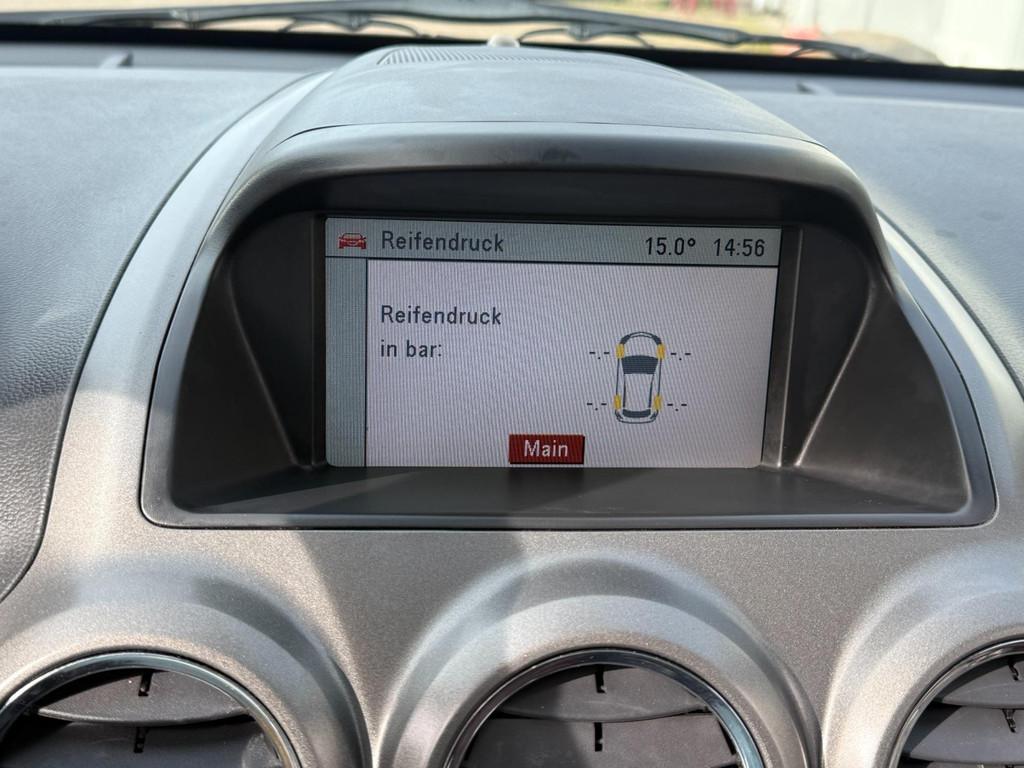 Reifendruck 15.0° 14:56
Reifendruck
in bar:
-.- -.-
-.- -.-
Main